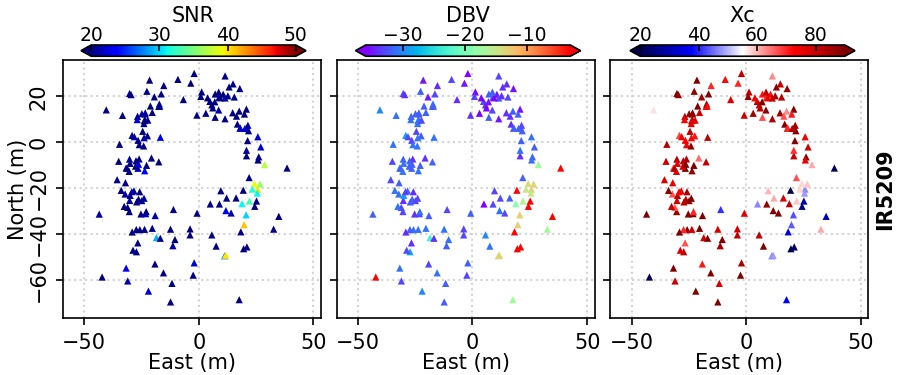 SNR DBV Xc
20 30 40 50 −30 −20 −10 20 40 60 80
North (m)
20
0
−20
−40
−60
−50 0 50 −50 0 50 −50 0 50
East (m) East (m) East (m)
IR5209